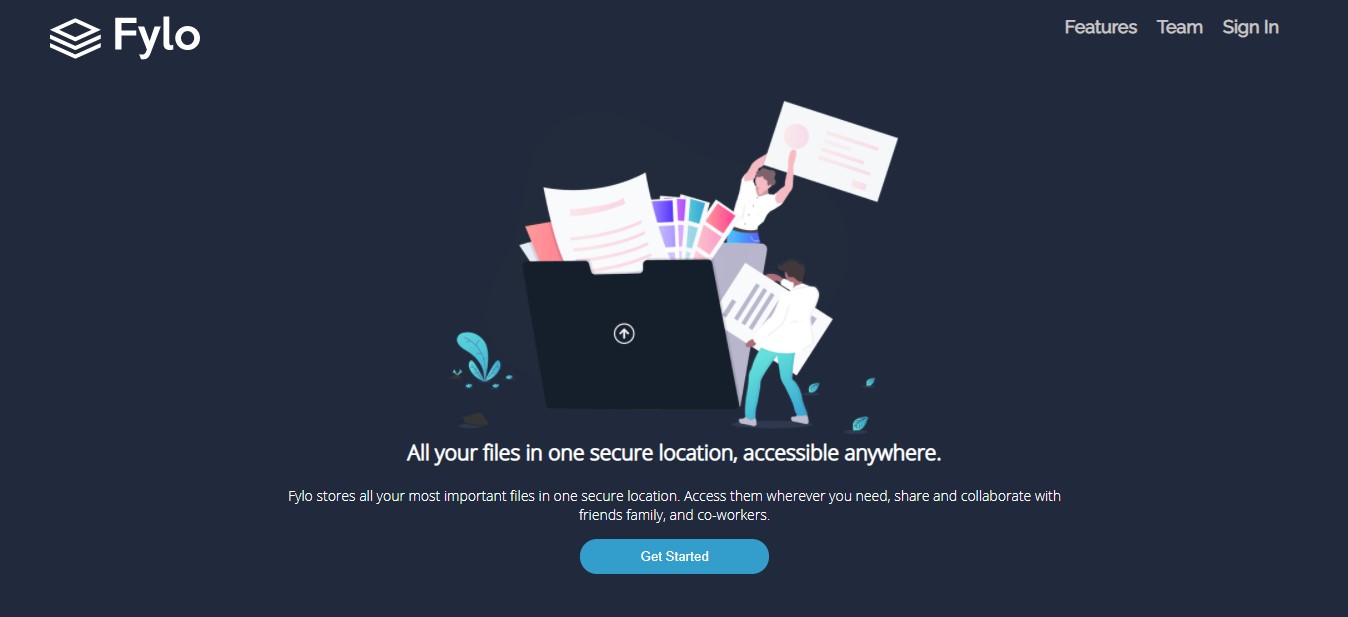 Fylo
Features Team Sign In
All your files in one secure location, accessible anywhere.
Fylo stores all your most important files in one secure location. Access them wherever you need, share and collaborate with
friends family, and co-workers.
Get Started